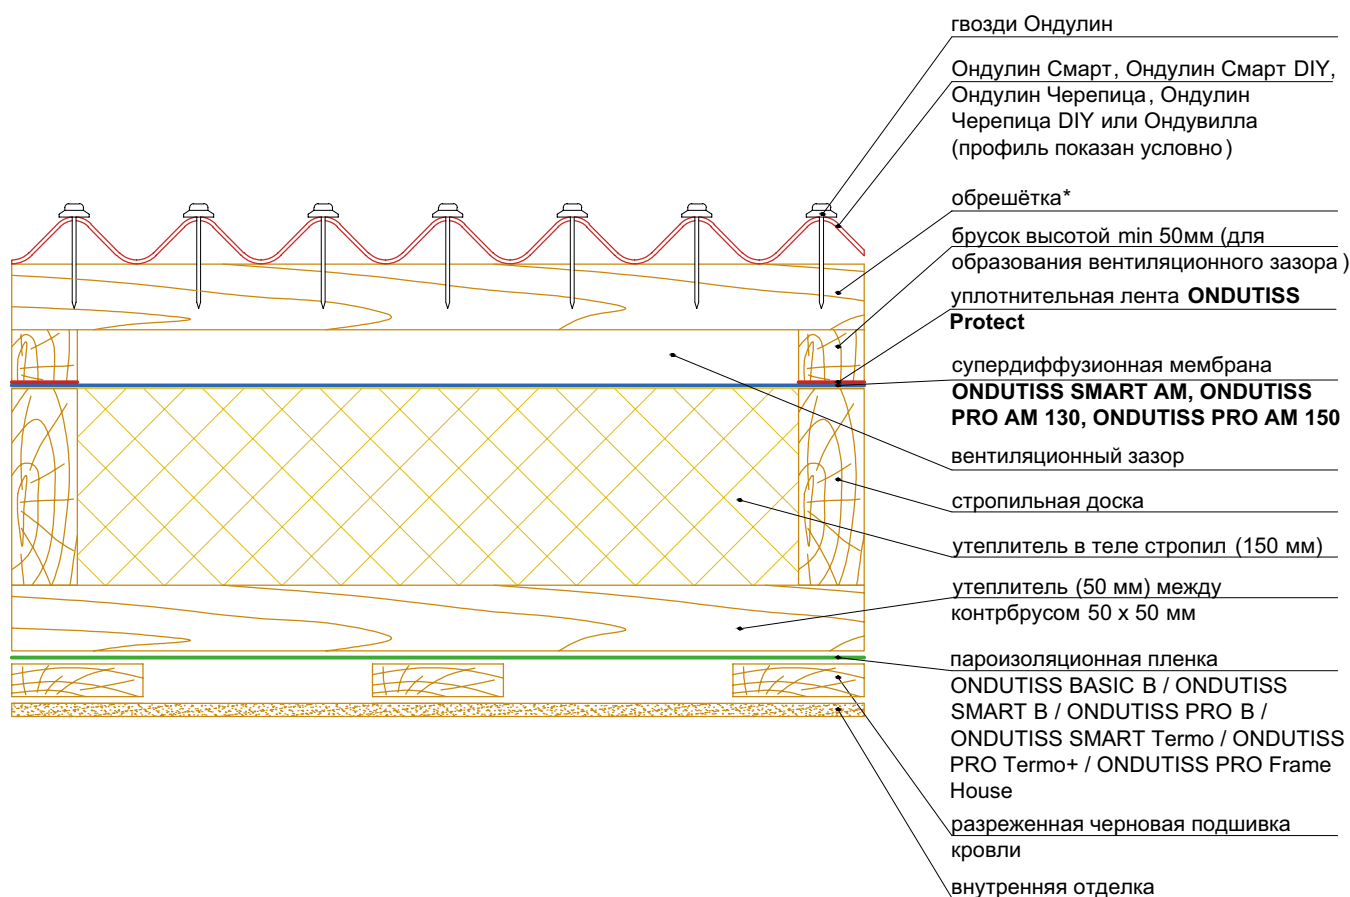 гвозди Ондулин
Ондулин Смарт, Ондулин Смарт DIY,
Ондулин Черепица, Ондулин
Черепица DIY или Ондувилла
(профиль показан условно)
обрешётка*
брусок высотой min 50мм (для
образования вентиляционного зазора)
уплотнительная лента ONDUTISS
Protect
супердиффузионная мембрана
ONDUTISS SMART AM, ONDUTISS
PRO AM 130, ONDUTISS PRO AM 150
вентиляционный зазор
стропильная доска
утеплитель в теле стропил (150 мм)
утеплитель (50 мм) между
контрбрусом 50 х 50 мм
пароизоляционная пленка
ONDUTISS BASIC B / ONDUTISS
SMART B / ONDUTISS PRO B /
ONDUTISS SMART Termo / ONDUTISS
PRO Termo+ / ONDUTISS PRO Frame
House
разреженная черновая подшивка
кровли
внутренняя отделка